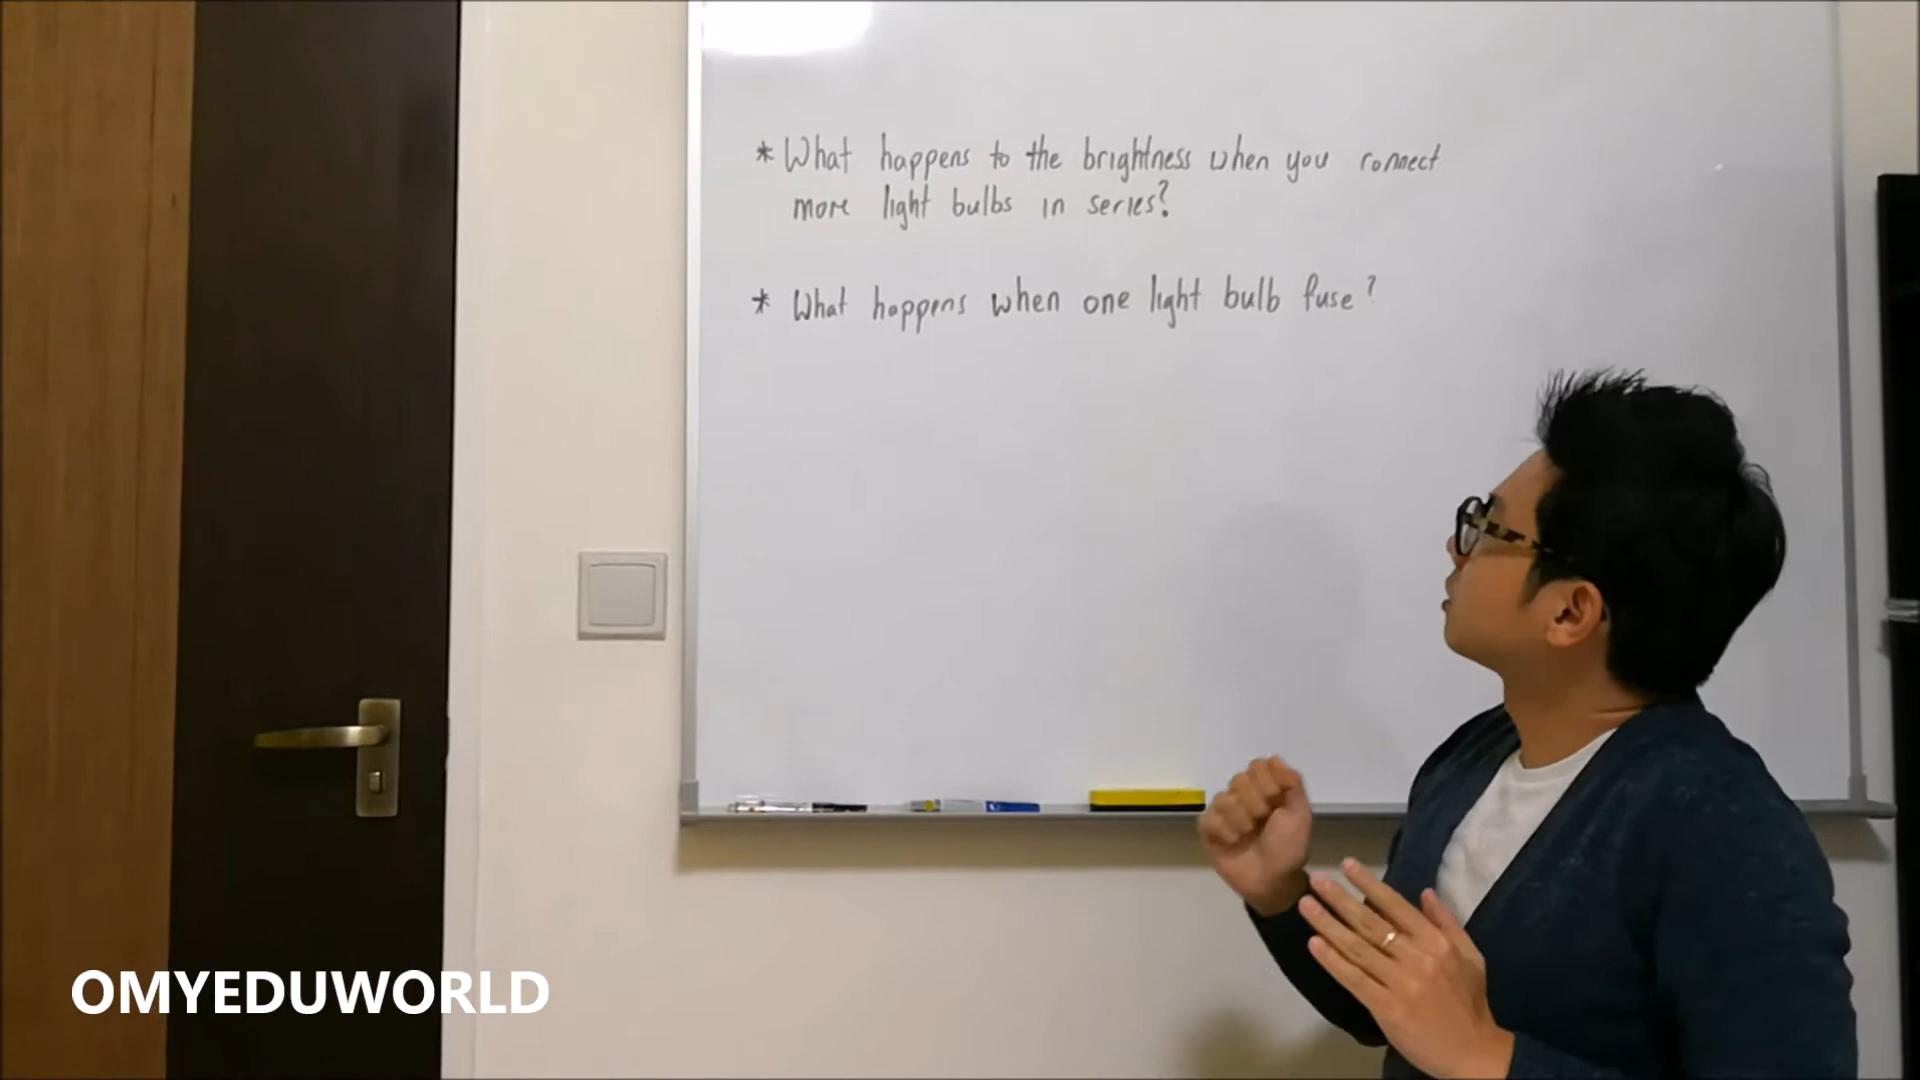 * What happens to the brightness when you connect
more light bulbs in series?
* What happens when one light bulb fuse?
OMYEDUWORLD